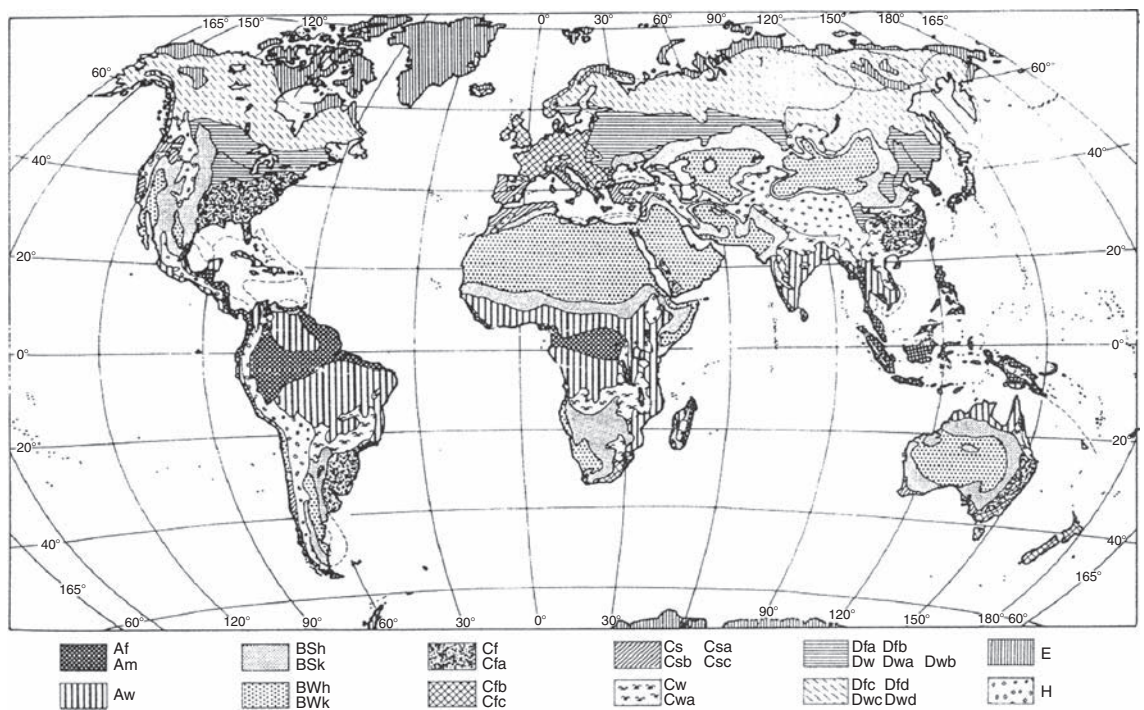 165° 150° 120° 0° 30° 60° 90° 120° 150° 180° 165°
60° 60°
40° 40°
20° 20°
0° 0°
20° 20°
40° 40°
165° 165°
60° 120° 90° 60° 30° 0° 30° 90° 120° 150° 180° 60°
Af Am
Aw
BSh BSk
BWh BWk
Cf Cfa
Cfb Cfc
Cs Csa
Csb Csc
Cw Cwa
Dfa Dfb
Dw Dwa Dwb
Dfc Dfd
Dwc Dwd
E
H